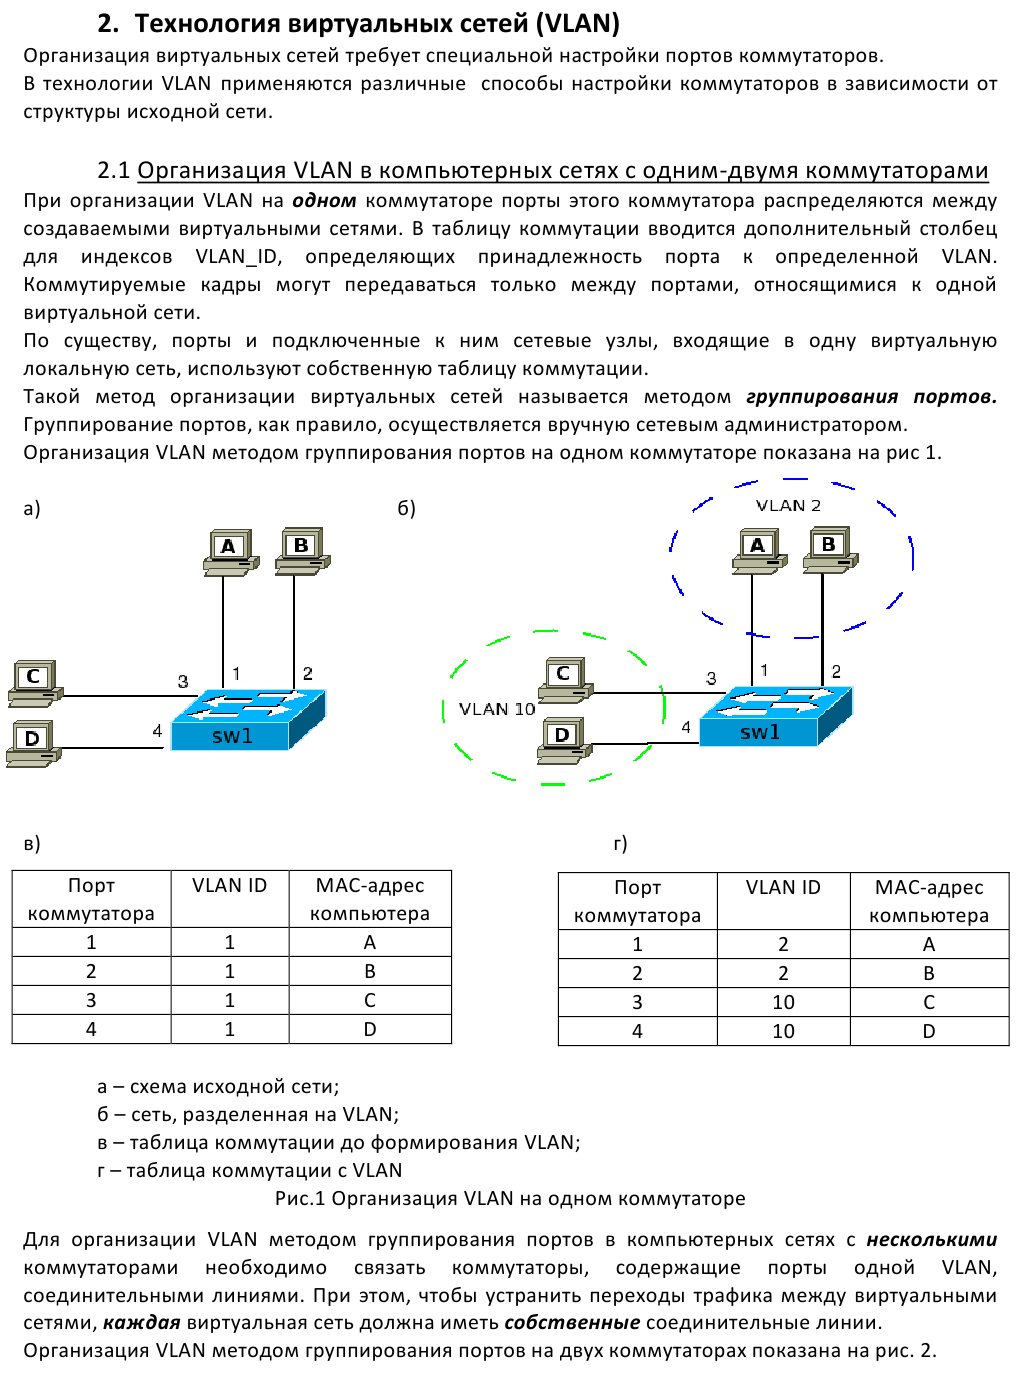 2. Технология виртуальных сетей (VLAN)
Организация виртуальных сетей требует специальной настройки портов коммутаторов.
В технологии VLAN применяются различные способы настройки коммутаторов в зависимости от
структуры исходной сети.
2.1 Организация VLAN в компьютерных сетях с одним-двумя коммутаторами
При организации VLAN на одном коммутаторе порты этого коммутатора распределяются между
создаваемыми виртуальными сетями. В таблицу коммутации вводится дополнительный столбец
для индексов VLAN_ID, определяющих принадлежность порта к определенной VLAN.
Коммутируемые кадры могут передаваться только между портами, относящимися к одной
виртуальной сети.
По существу, порты и подключенные к ним сетевые узлы, входящие в одну виртуальную
локальную сеть, используют собственную таблицу коммутации.
Такой метод организации виртуальных сетей называется методом группирования портов.
Группирование портов, как правило, осуществляется вручную сетевым администратором.
Организация VLAN методом группирования портов на одном коммутаторе показана на рис 1.
а)
A
B
C
D
3
1
2
4
sw1
б)
VLAN 2
A
B
VLAN 10
C
D
3
1
2
4
sw1
в)
Порт VLAN ID MAC-адрес
коммутатора компьютера
1 1 A
2 1 B
3 1 C
4 1 D
г)
Порт VLAN ID MAC-адрес
коммутатора компьютера
1 2 A
2 2 B
3 10 C
4 10 D
а – схема исходной сети;
б – сеть, разделенная на VLAN;
в – таблица коммутации до формирования VLAN;
г – таблица коммутации с VLAN
Рис.1 Организация VLAN на одном коммутаторе
Для организации VLAN методом группирования портов в компьютерных сетях с несколькими
коммутаторами необходимо связать коммутаторы, содержащие порты одной VLAN,
соединительными линиями. При этом, чтобы устранить переходы трафика между виртуальными
сетями, каждая виртуальная сеть должна иметь собственные соединительные линии.
Организация VLAN методом группирования портов на двух коммутаторах показана на рис. 2.